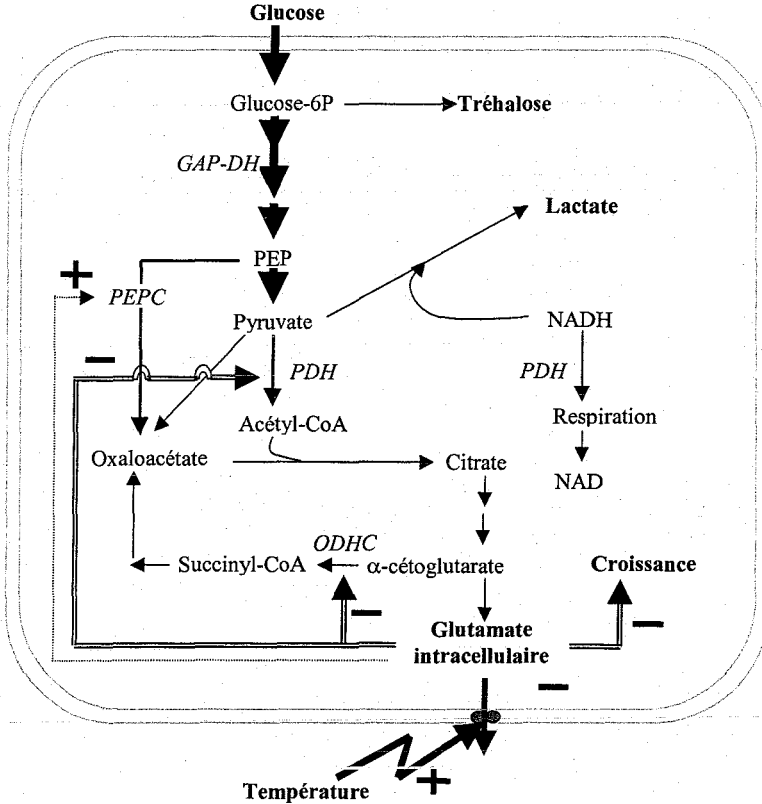 Glucose
Glucose-6P
Tréhalose
GAP-DH
Lactate
PEP
+
PEPC
Pyruvate
NADH
−
PDH
PDH
Acétyl-CoA
Respiration
Oxaloacétate
Citrate
NAD
ODHC
Succinyl-CoA
α-cétoglutarate
Croissance
−
−
Glutamate
intracellulaire
−
Température
+